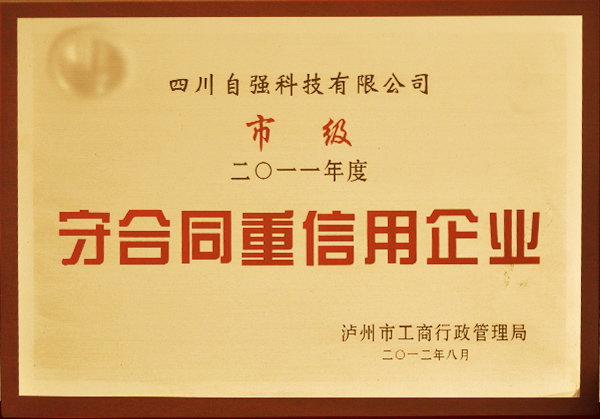 四川自强科技有限公司
市 级
二〇一一年度
守合同重信用企业
泸州市工商行政管理局
二〇一二年八月